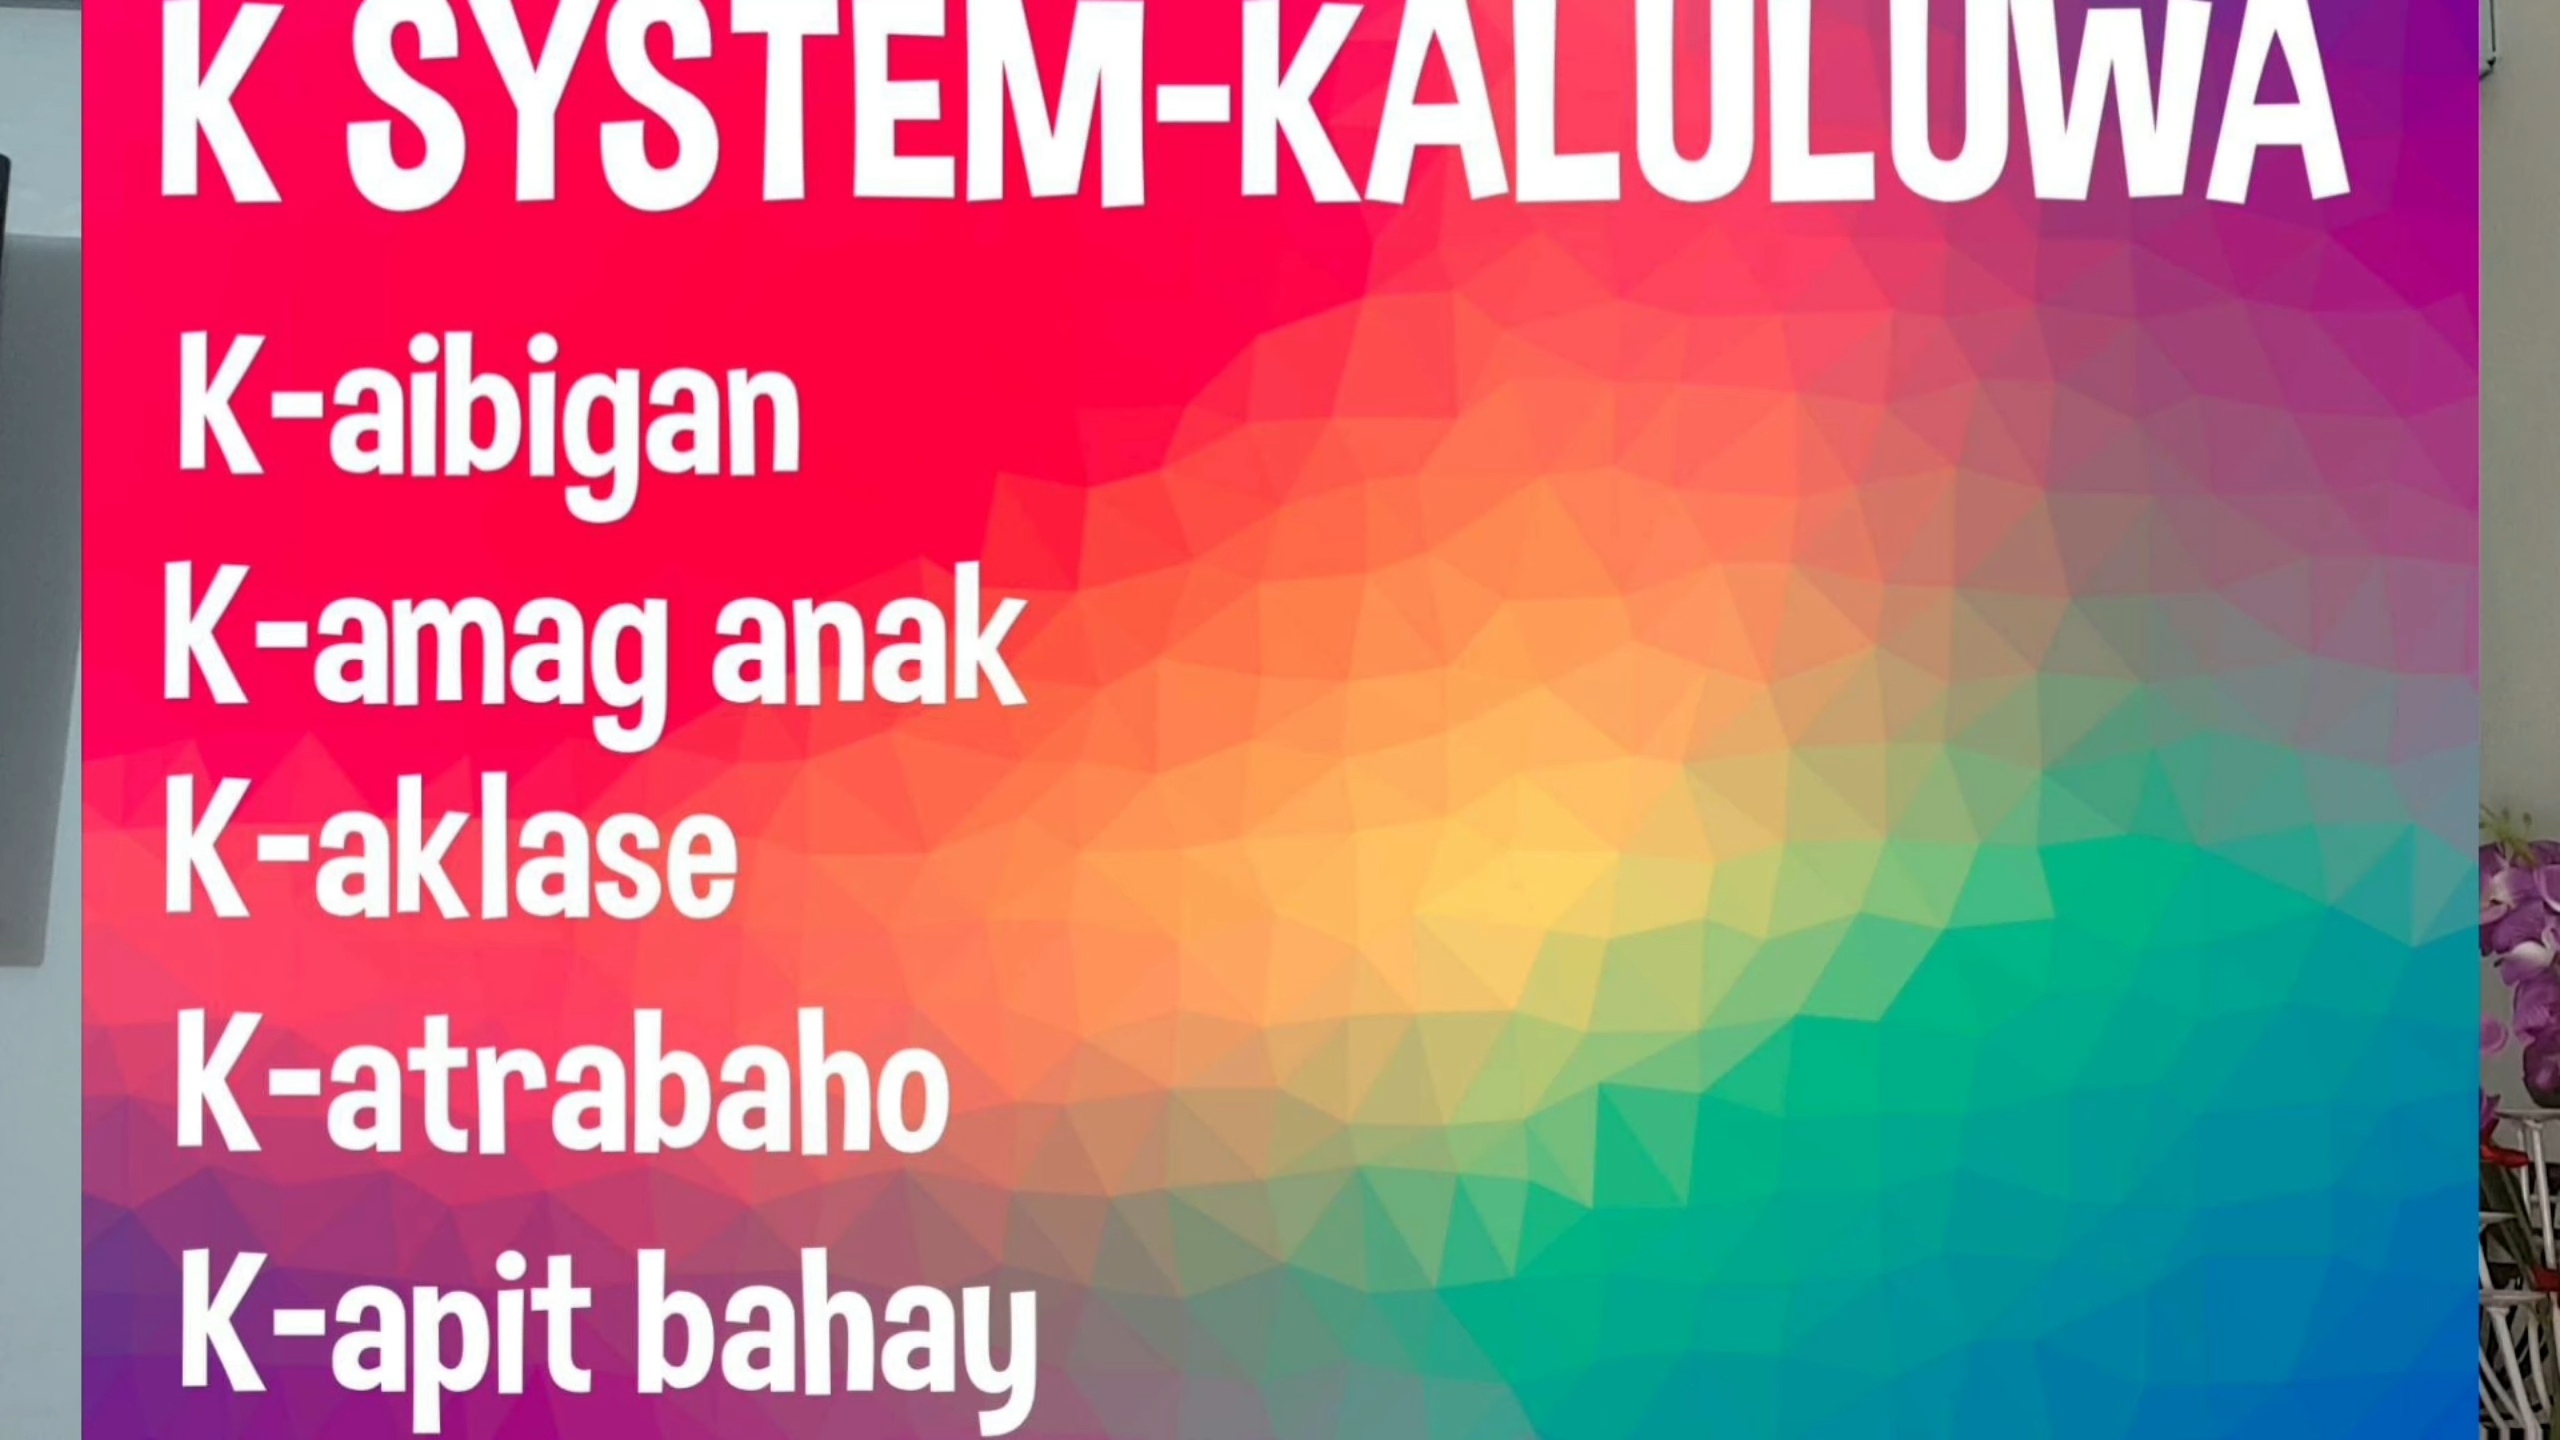 K SYSTEM-KALULUWA
K-aibigan
K-amag anak
K-aklase
K-atrabaho
K-apit bahay